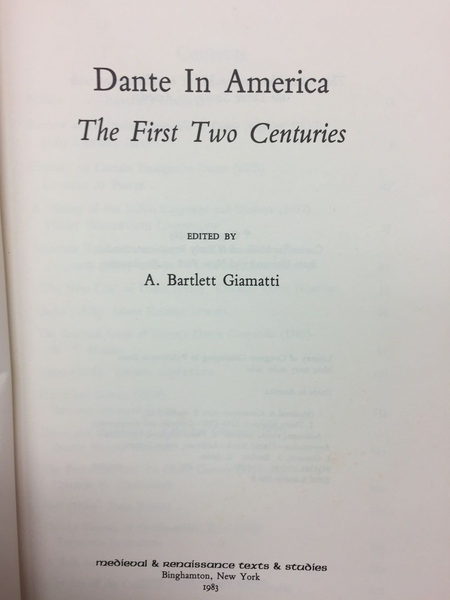 Dante In America
The First Two Centuries
EDITED BY
A. Bartlett Giamatti
medieval & Renaissance texts & studies
Binghamton, New York
1983